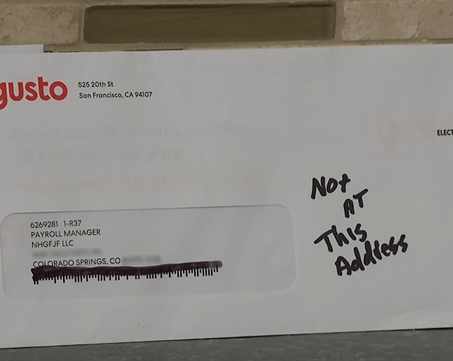 gusto
525 20th St
San Francisco, CA 94107
ELECT
Not
AT
This
Address
6269281 1-R37
PAYROLL MANAGER
NHGFJF LLC
COLORADO SPRINGS, CO